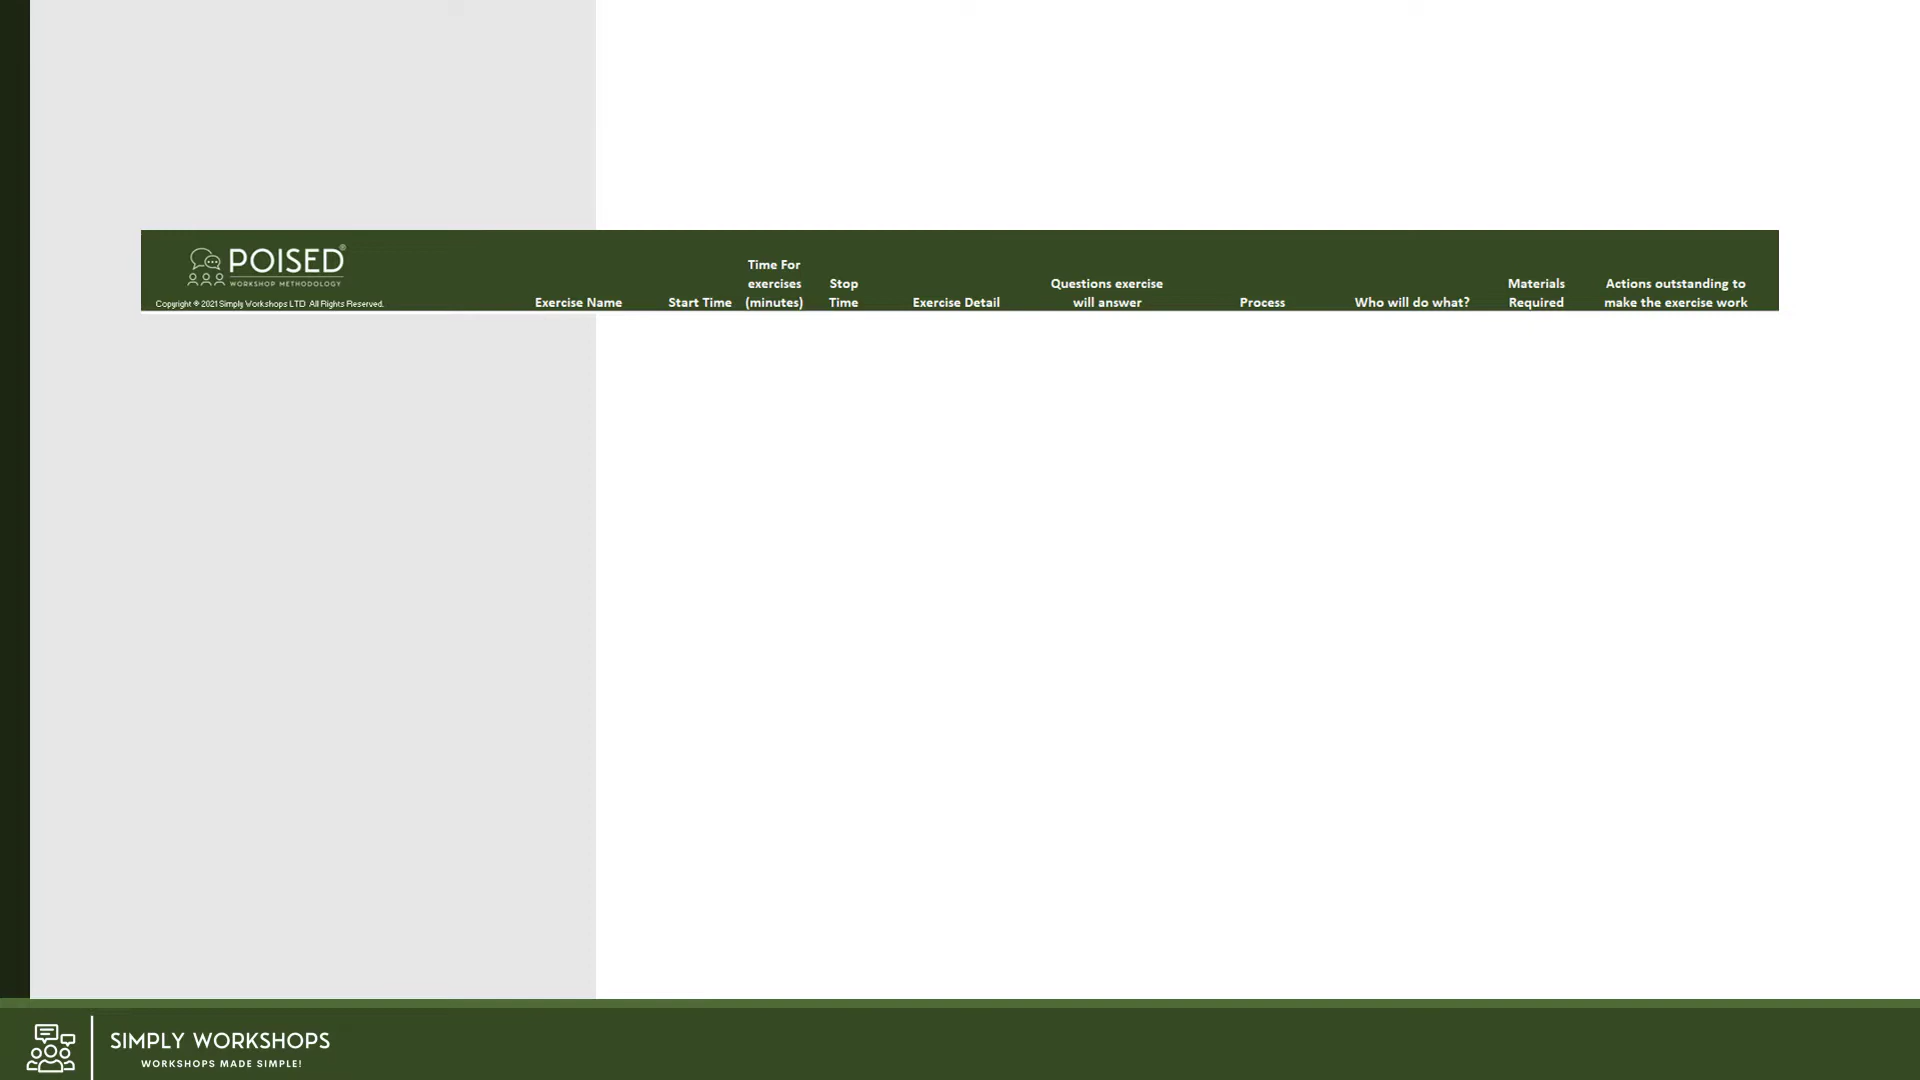 POISED®
WORKSHOP METHODOLOGY
Copyright © 2021 Simply Workshops LTD. All Rights Reserved.
Exercise Name
Start Time
Time For
exercises
(minutes)
Stop
Time
Exercise Detail
Questions exercise
will answer
Process
Who will do what?
Materials
Required
Actions outstanding to
make the exercise work
SIMPLY WORKSHOPS
WORKSHOPS MADE SIMPLE!